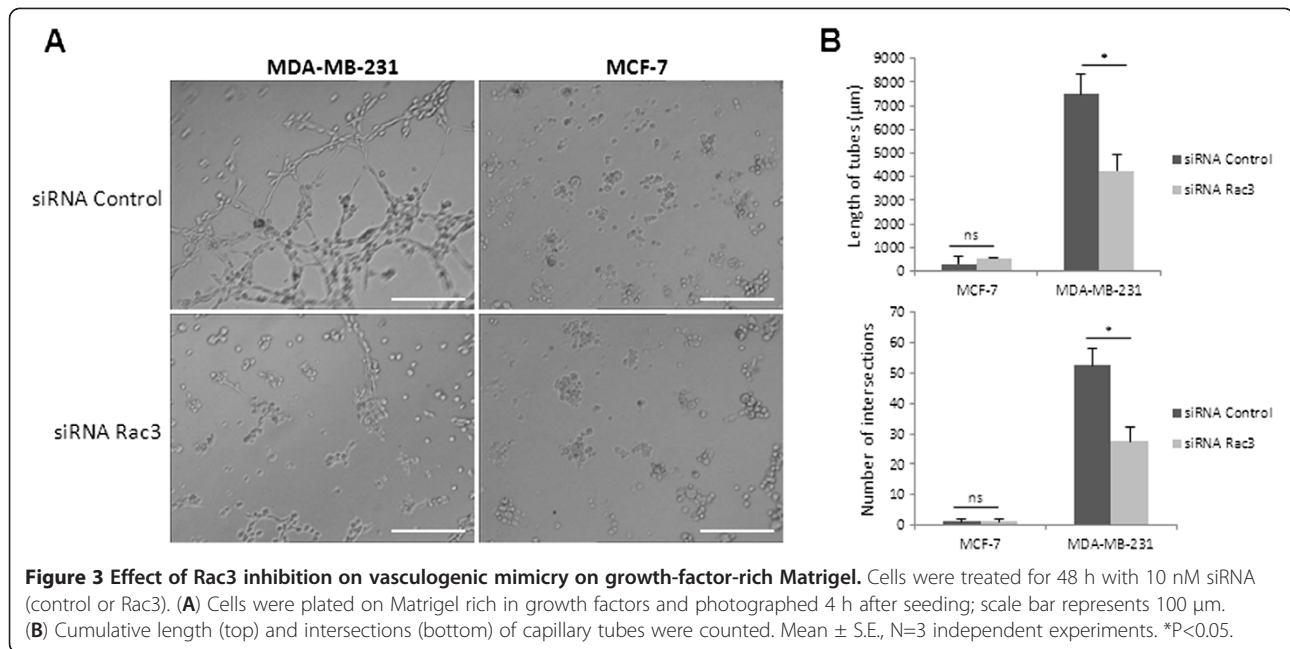 A
MDA-MB-231 MCF-7
siRNA Control
siRNA Rac3
B
9000
8000
7000
6000
5000
4000
3000
2000
1000
0
Length of tubes (µm)
ns
*
MCF-7 MDA-MB-231
siRNA Control
siRNA Rac3
70
60
50
40
30
20
10
0
Number of intersections
ns
*
MCF-7 MDA-MB-231
siRNA Control
siRNA Rac3
Figure 3 Effect of Rac3 inhibition on vasculogenic mimicry on growth-factor-rich Matrigel. Cells were treated for 48 h with 10 nM siRNA
(control or Rac3). (A) Cells were plated on Matrigel rich in growth factors and photographed 4 h after seeding; scale bar represents 100 µm.
(B) Cumulative length (top) and intersections (bottom) of capillary tubes were counted. Mean ± S.E., N=3 independent experiments. *P<0.05.